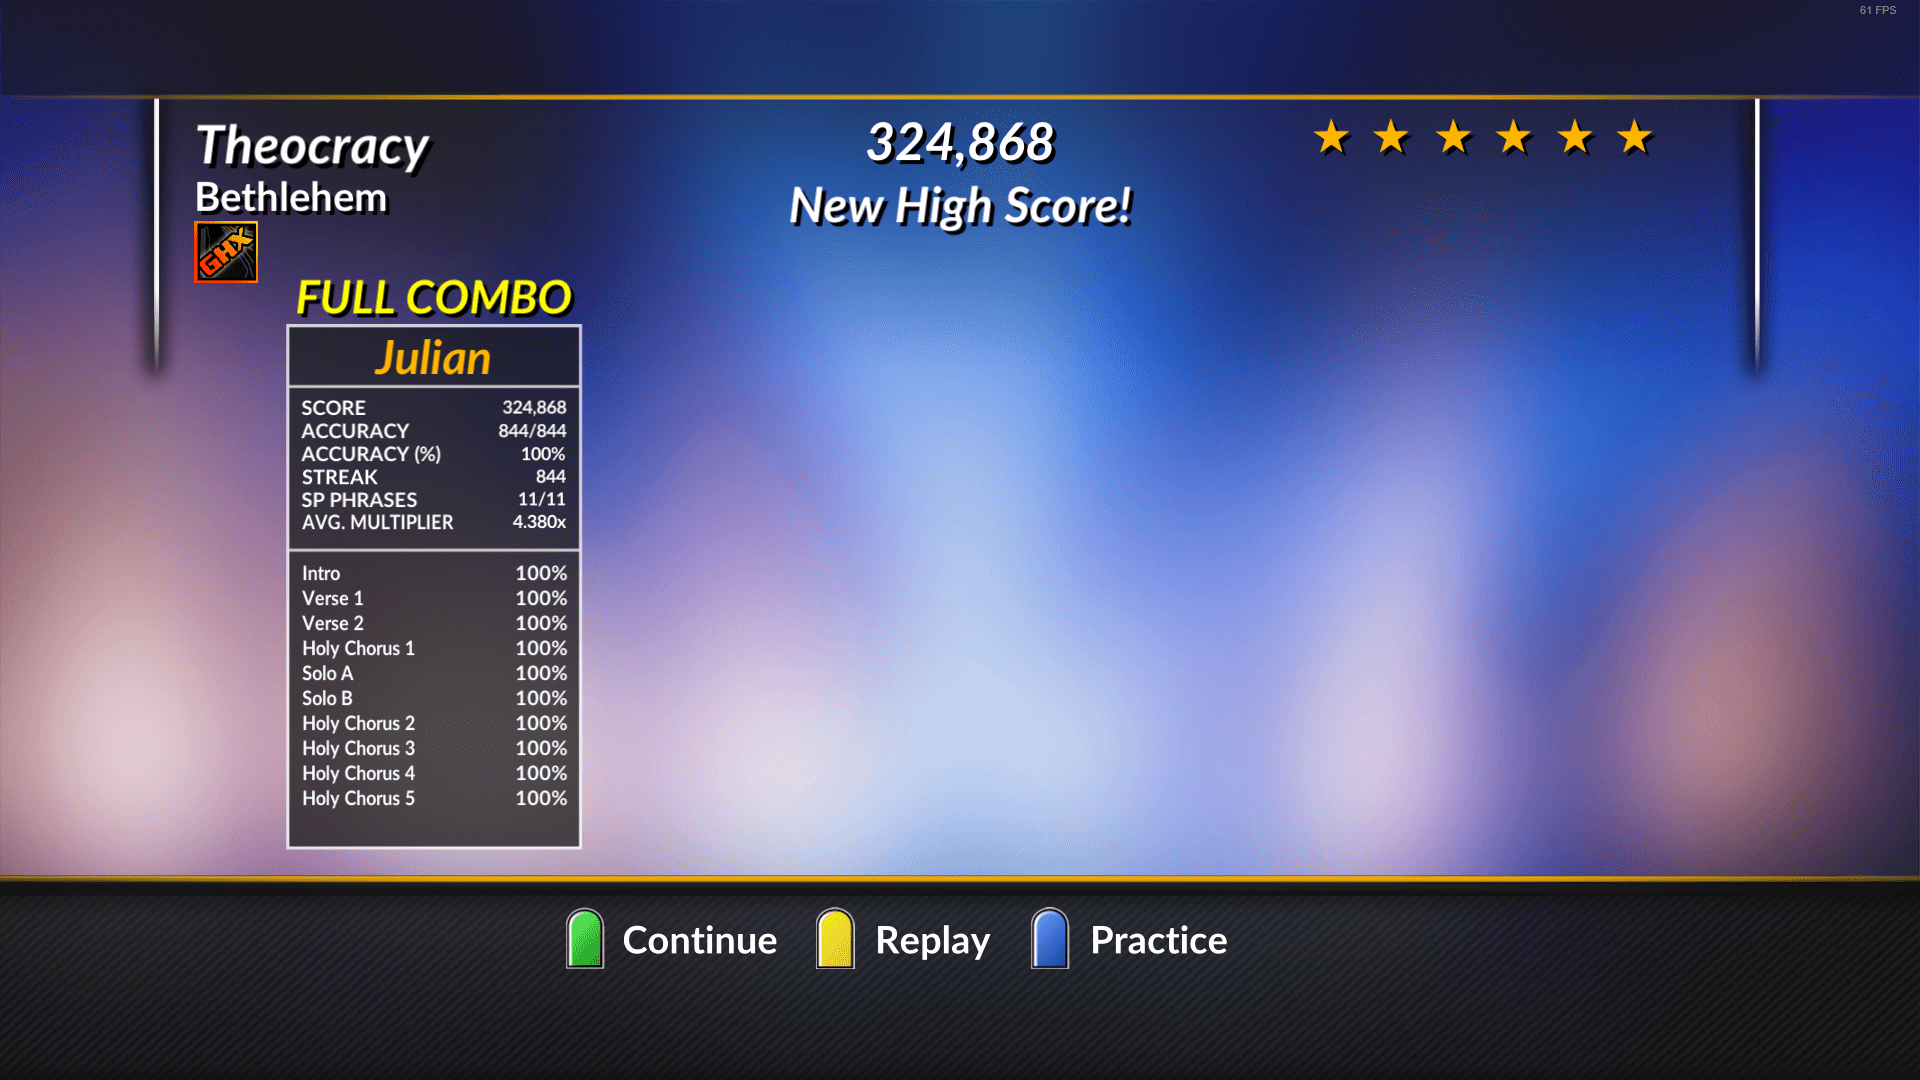 61 FPS
Theocracy
Bethlehem
GHX
324,868
New High Score!
FULL COMBO
Julian
SCORE 324,868
ACCURACY 844/844
ACCURACY (%) 100%
STREAK 844
SP PHRASES 11/11
AVG. MULTIPLIER 4.380x
Intro 100%
Verse 1 100%
Verse 2 100%
Holy Chorus 1 100%
Solo A 100%
Solo B 100%
Holy Chorus 2 100%
Holy Chorus 3 100%
Holy Chorus 4 100%
Holy Chorus 5 100%
Continue Replay Practice